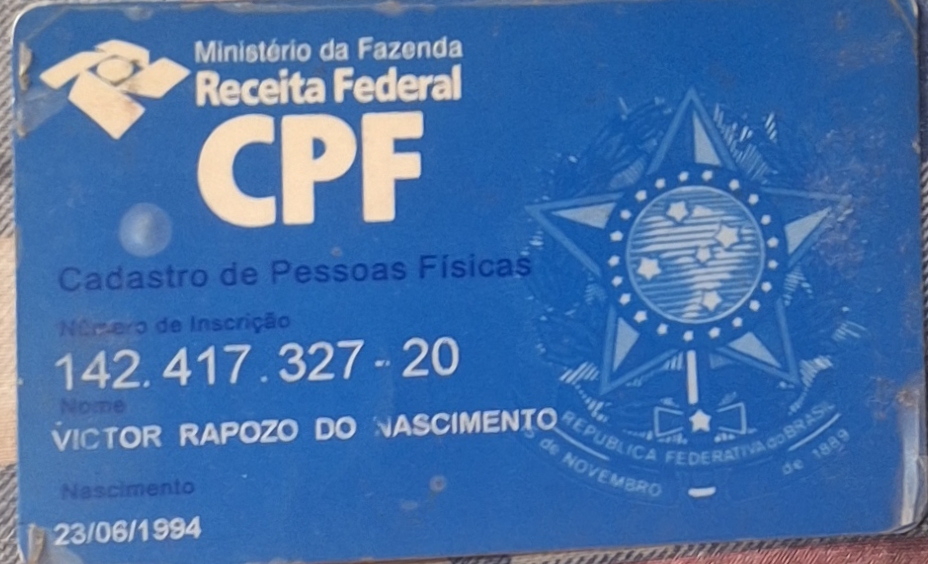 Ministério da Fazenda
Receita Federal
CPF
Cadastro de Pessoas Físicas
Número de Inscrição
142.417.327-20
Nome
VICTOR RAPOZO DO NASCIMENTO
REPUBLICA FEDERATIVA do BRASIL
de NOVEMBRO de 1889
Nascimento
23/06/1994